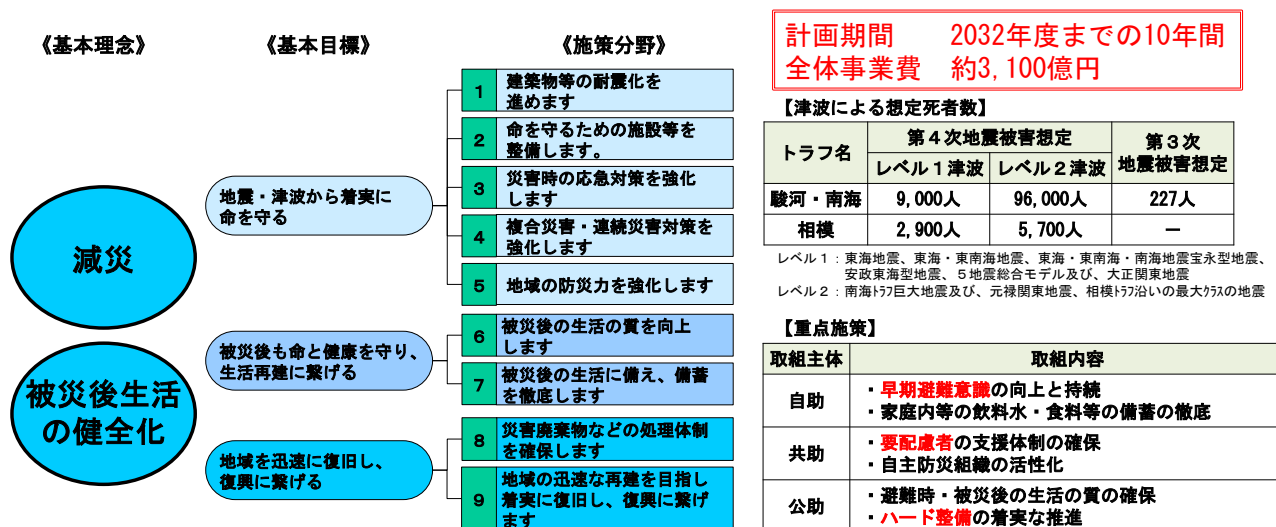 《基本理念》
《基本目標》
《施策分野》
減災
被災後生活
の健全化
地震・津波から着実に
命を守る
被災後も命と健康を守り、
生活再建に繋げる
地域を迅速に復旧し、
復興に繋げる
1 建築物等の耐震化を
進めます
2 命を守るための施設等を
整備します。
3 災害時の応急対策を強化
します
4 複合災害・連続災害対策を
強化します
5 地域の防災力を強化します
6 被災後の生活の質を向上
します
7 被災後の生活に備え、備蓄
を徹底します
8 災害廃棄物などの処理体制
を確保します
9 地域の迅速な再建を目指し
着実に復旧し、復興に繋げ
ます
計画期間 2032年度までの10年間
全体事業費 約3,100億円
【津波による想定死者数】
トラフ名 第4次地震被害想定 第3次
地震被害想定
レベル1津波 レベル2津波
駿河・南海 9,000人 96,000人 227人
相模 2,900人 5,700人 －
レベル1：東海地震、東海・東南海地震、東海・東南海・南海地震宝永型地震、
安政東海型地震、5地震総合モデル及び、大正関東地震
レベル2：南海ﾄﾗﾌ巨大地震及び、元禄関東地震、相模ﾄﾗﾌ沿いの最大ｸﾗｽの地震
【重点施策】
取組主体 取組内容
自助 ・早期避難意識の向上と持続
・家庭内等の飲料水・食料等の備蓄の徹底
共助 ・要配慮者の支援体制の確保
・自主防災組織の活性化
公助 ・避難時・被災後の生活の質の確保
・ハード整備の着実な推進